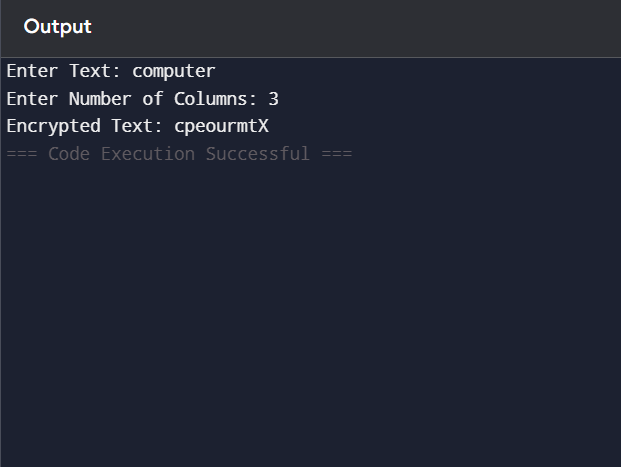 Output
Enter Text: computer
Enter Number of Columns: 3
Encrypted Text: cpeourmtX
=== Code Execution Successful ===